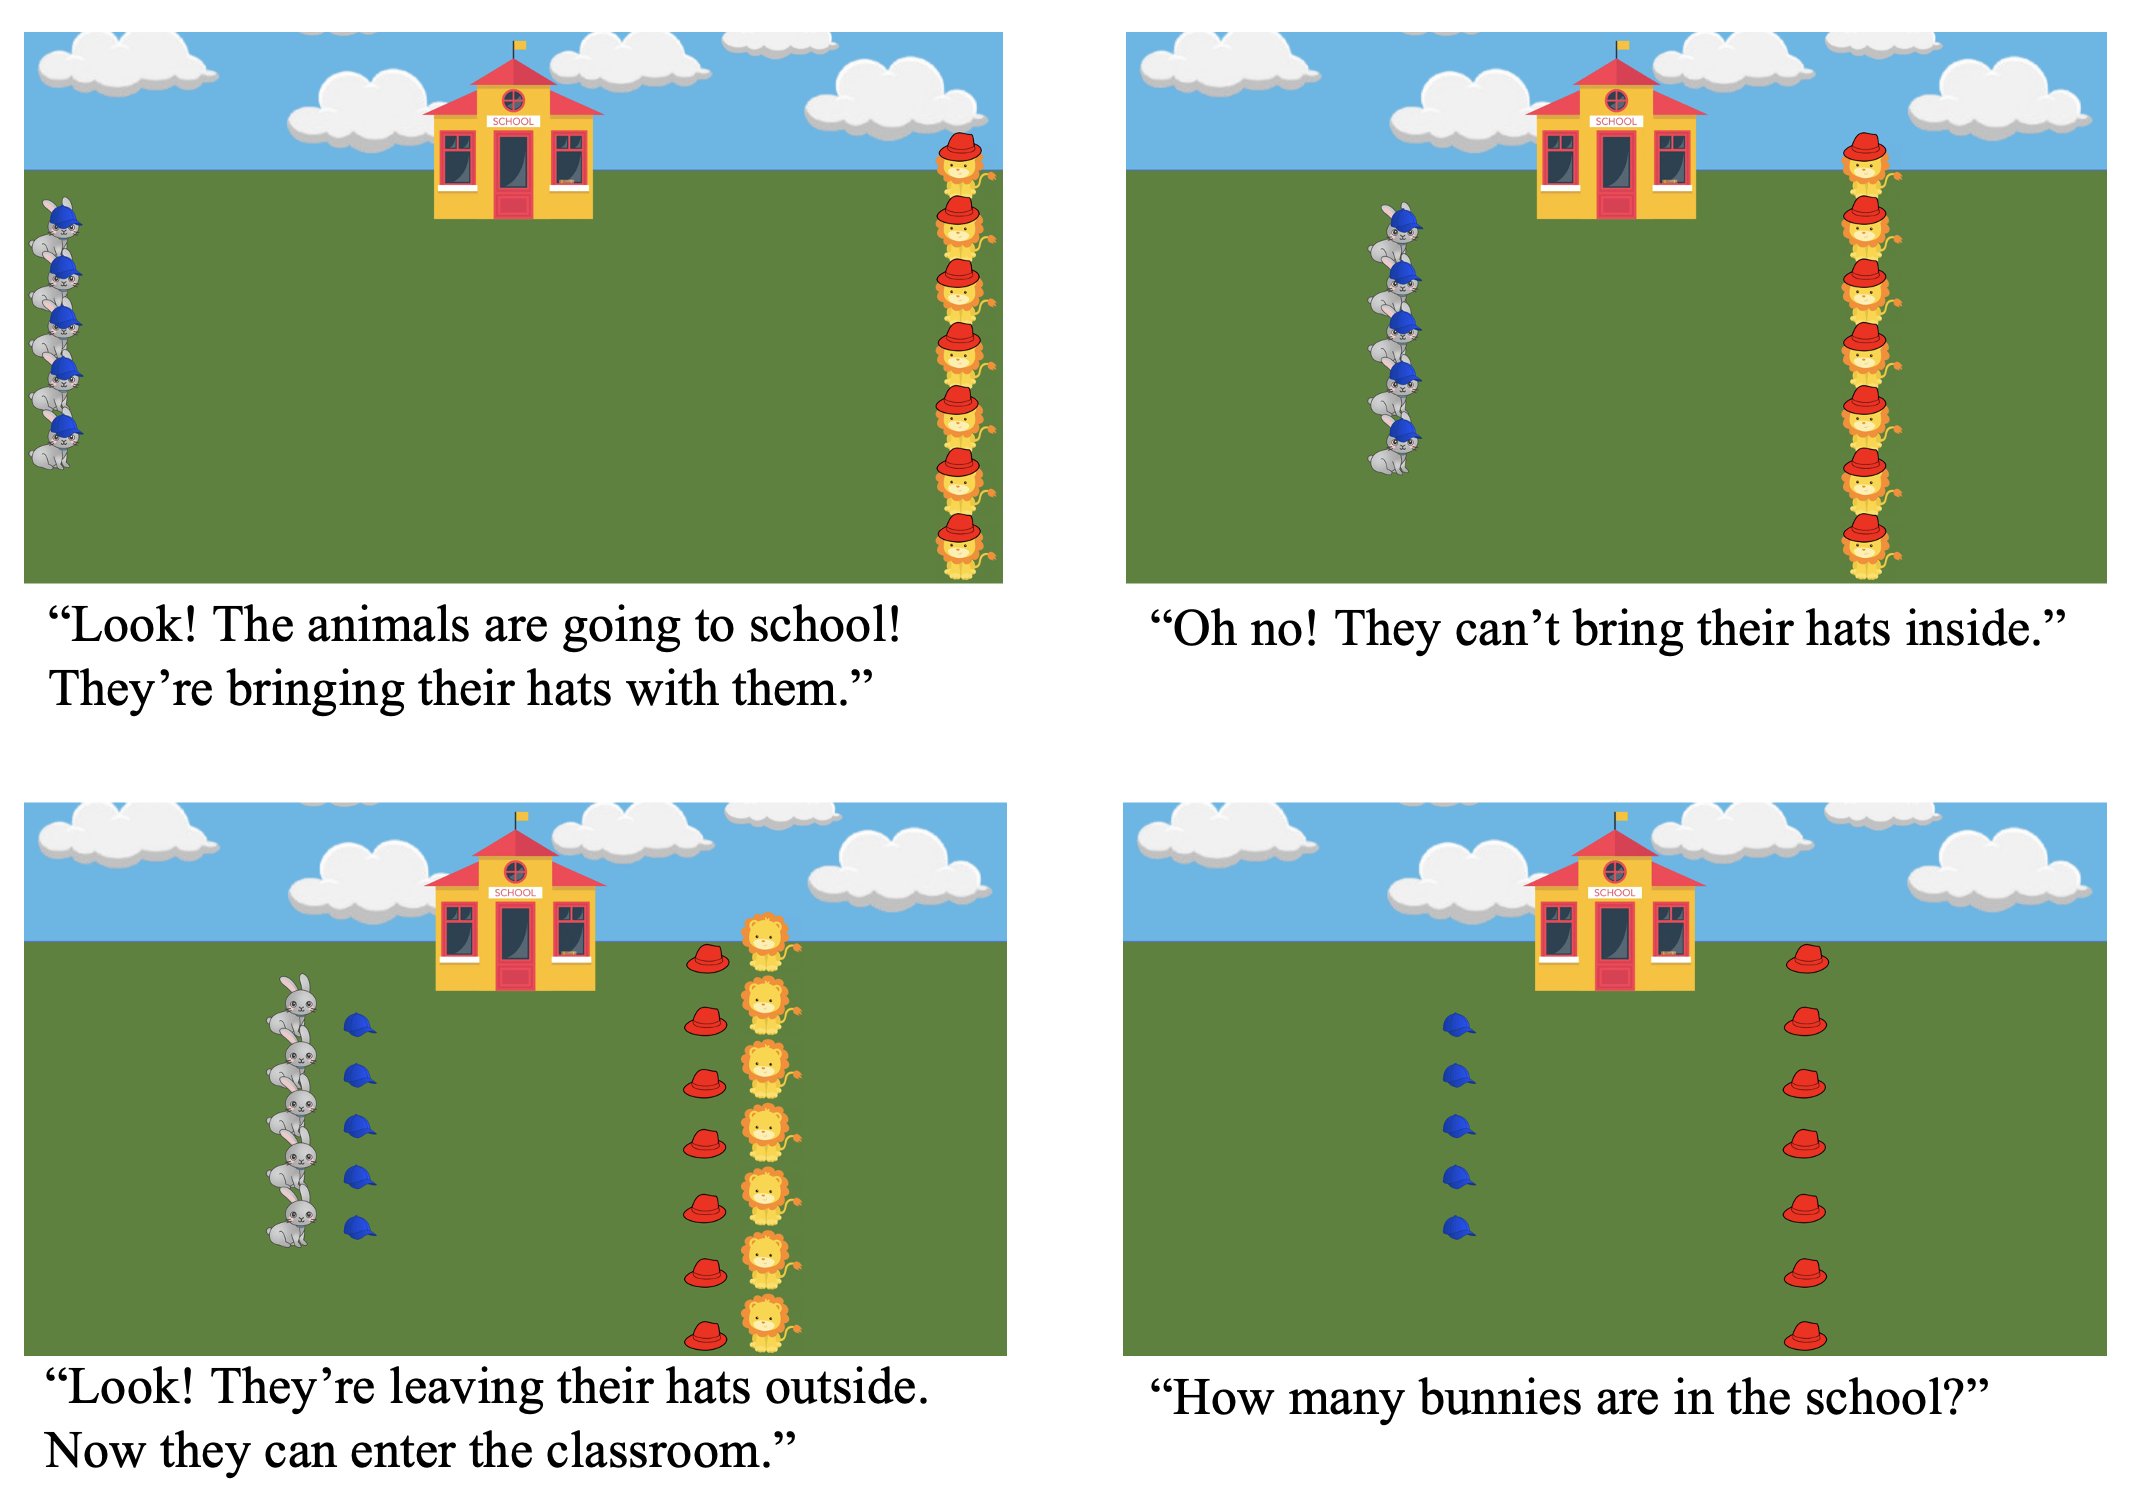 SCHOOL
SCHOOL
“Look! The animals are going to school!
They’re bringing their hats with them.”
“Oh no! They can’t bring their hats inside.”
SCHOOL
SCHOOL
“Look! They’re leaving their hats outside.
Now they can enter the classroom.”
“How many bunnies are in the school?”